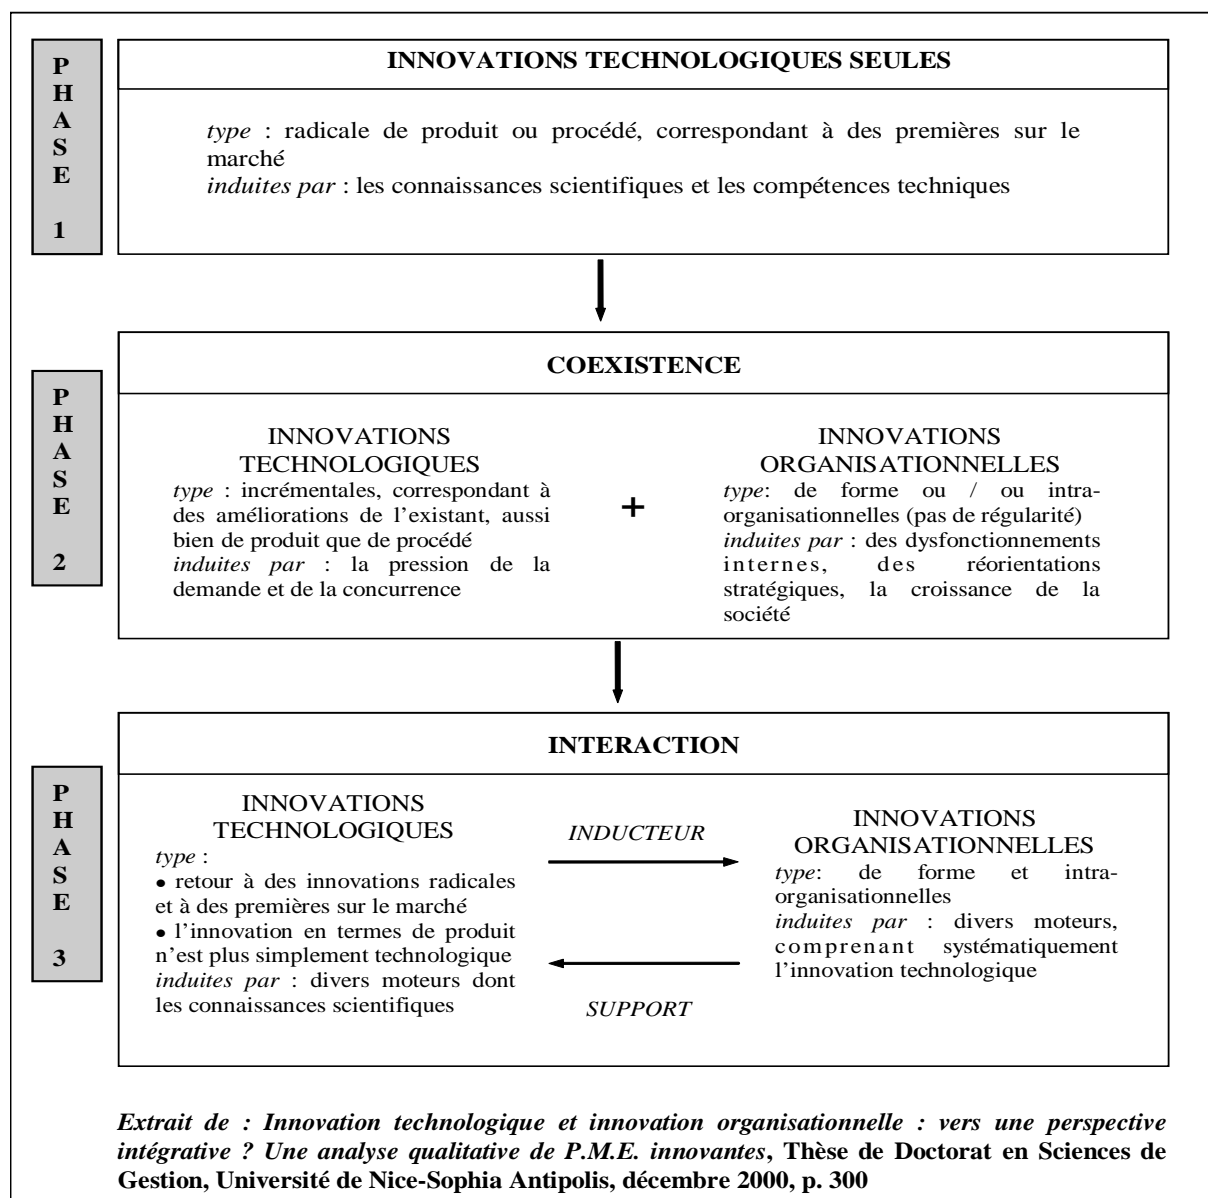 PHASE 1
INNOVATIONS TECHNOLOGIQUES SEULES
type : radicale de produit ou procédé, correspondant à des premières sur le
marché
induites par : les connaissances scientifiques et les compétences techniques
PHASE 2
COEXISTENCE
INNOVATIONS
TECHNOLOGIQUES
type : incrémentales, correspondant à
des améliorations de l'existant, aussi
bien de produit que de procédé
induites par : la pression de la
demande et de la concurrence
+
INNOVATIONS
ORGANISATIONNELLES
type: de forme ou / ou intra-
organisationnelles (pas de régularité)
induites par : des dysfonctionnements
internes, des réorientations
stratégiques, la croissance de la
société
PHASE 3
INTERACTION
INNOVATIONS
TECHNOLOGIQUES
type :
• retour à des innovations radicales
et à des premières sur le marché
• l'innovation en termes de produit
n'est plus simplement technologique
induites par : divers moteurs dont
les connaissances scientifiques
INDUCTEUR
SUPPORT
INNOVATIONS
ORGANISATIONNELLES
type: de forme et intra-
organisationnelles
induites par : divers moteurs,
comprenant systématiquement
l'innovation technologique
Extrait de : Innovation technologique et innovation organisationnelle : vers une perspective
intégrative ? Une analyse qualitative de P.M.E. innovantes, Thèse de Doctorat en Sciences de
Gestion, Université de Nice-Sophia Antipolis, décembre 2000, p. 300